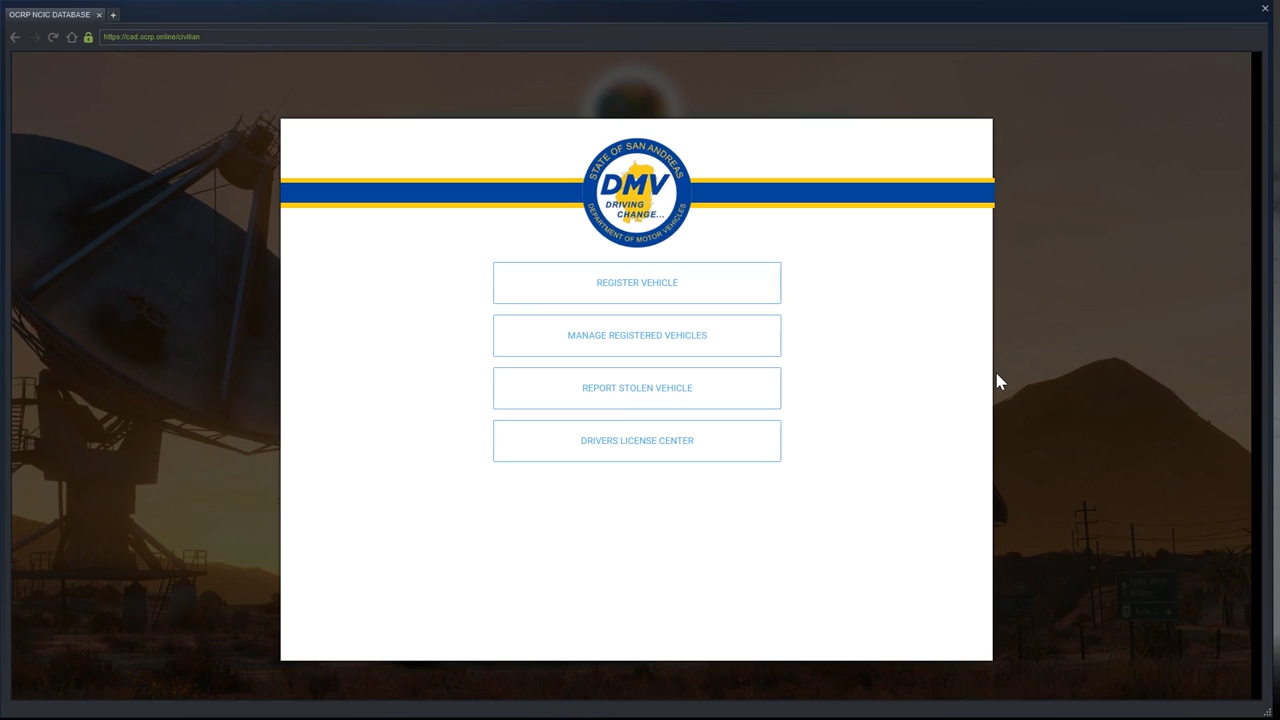 OCRP NCIC DATABASE
https://cad.ocrp.online/civilian
STATE OF SAN ANDREAS
DMV
DRIVING
CHANGE...
DEPARTMENT OF MOTOR VEHICLES
REGISTER VEHICLE
MANAGE REGISTERED VEHICLES
REPORT STOLEN VEHICLE
DRIVERS LICENSE CENTER